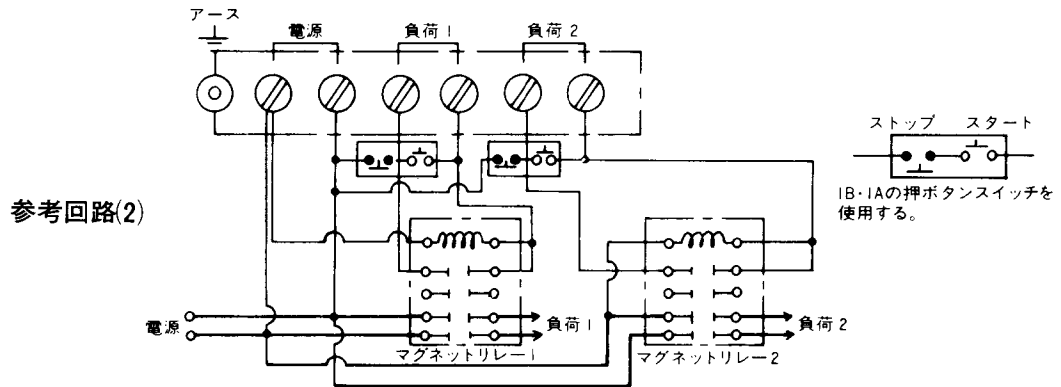 アース
電源
負荷1
負荷2
ストップ スタート
1B・1Aの押ボタンスイッチを
使用する。
参考回路(2)
電源
負荷1
負荷2
マグネットリレー1
マグネットリレー2